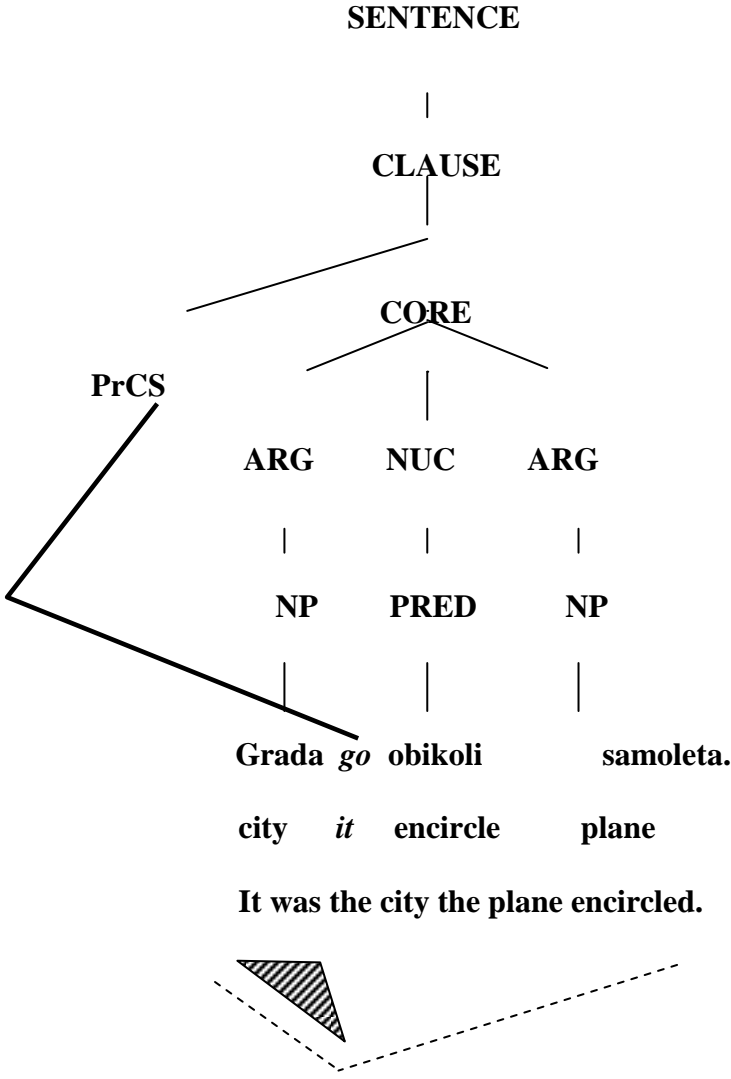 SENTENCE
CLAUSE
CORE
PrCS
ARG NUC ARG
NP PRED NP
Grada go obikoli samoleta.
city it encircle plane
It was the city the plane encircled.